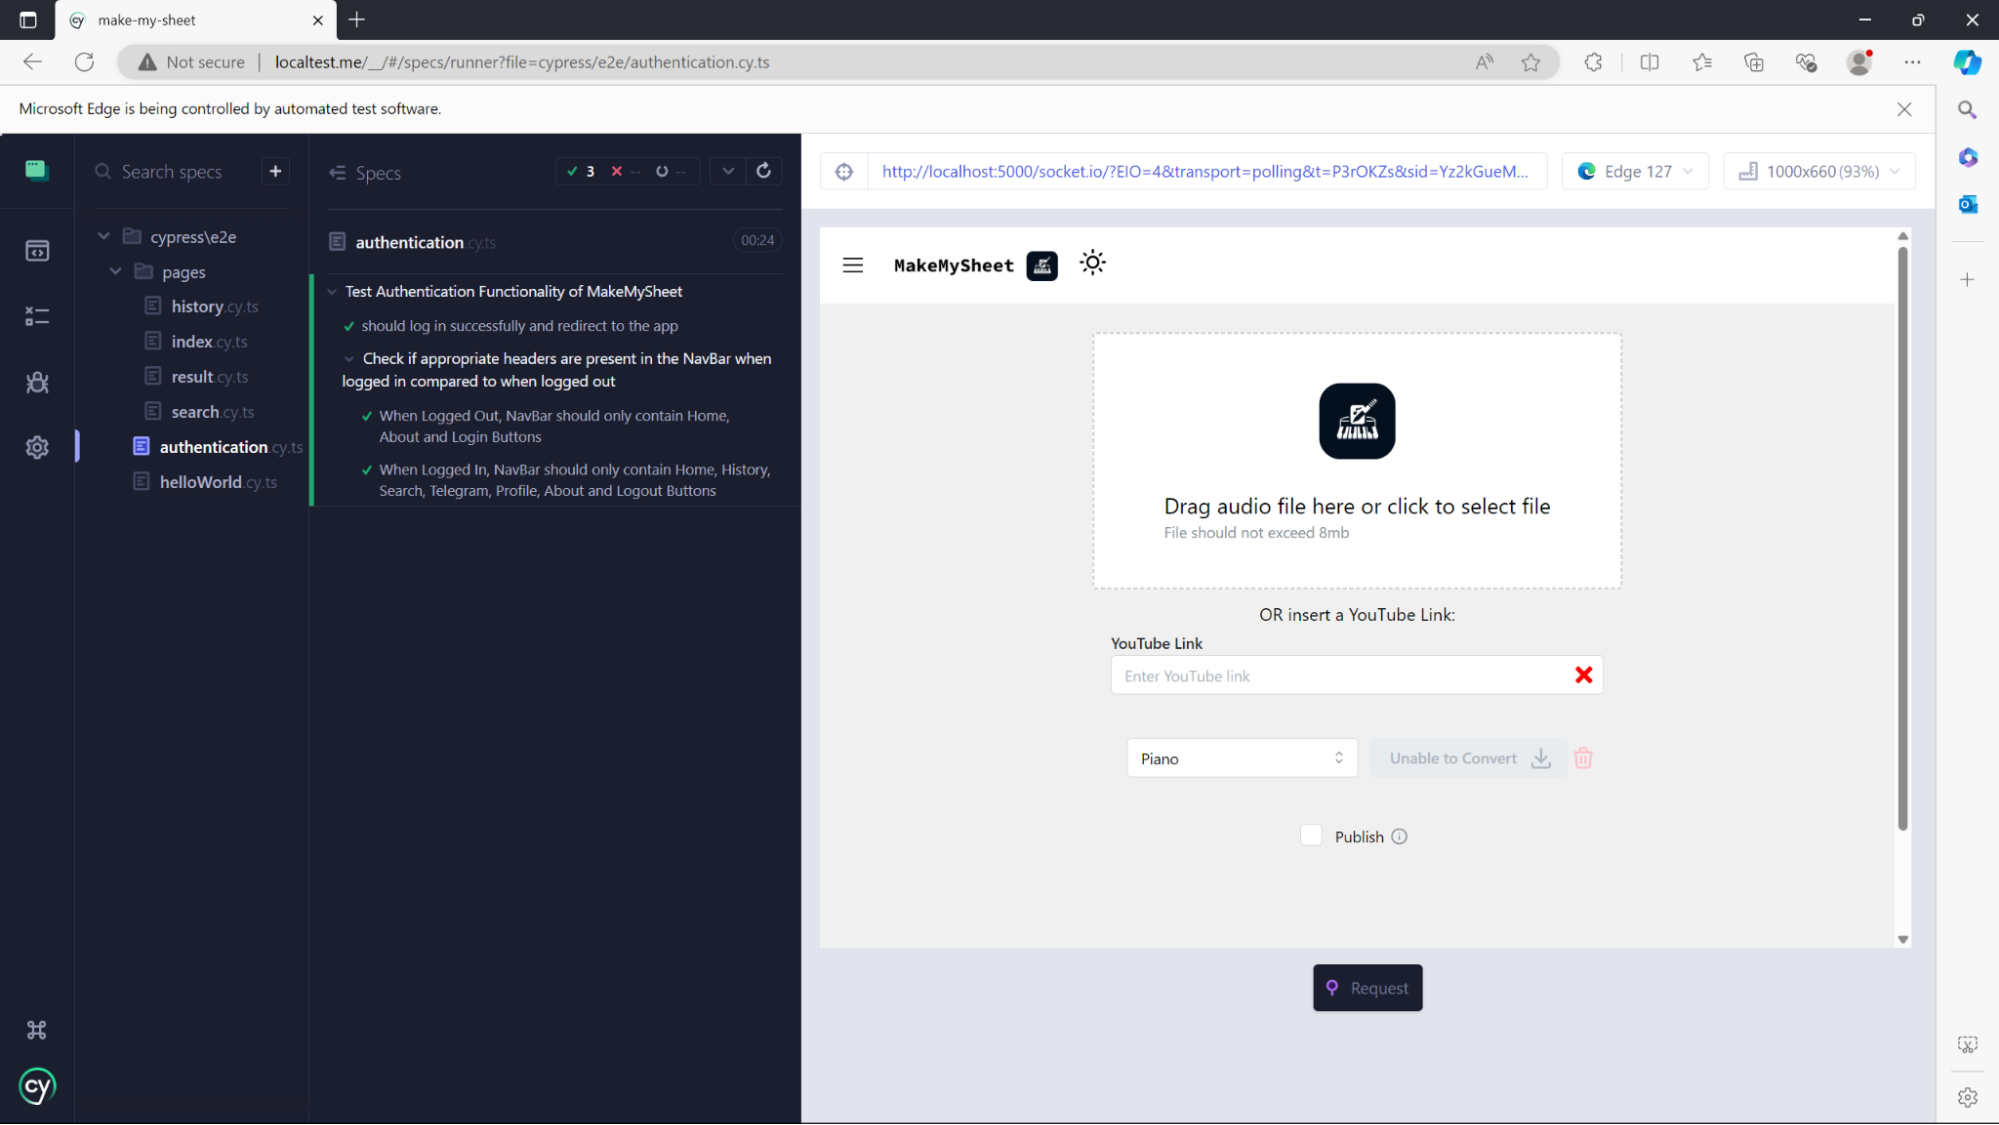 make-my-sheet
Not secure
localtest.me/__/#/specs/runner?file=cypress/e2e/authentication.cy.ts
Microsoft Edge is being controlled by automated test software.
Search specs
cypress\e2e
pages
history.cy.ts
index.cy.ts
result.cy.ts
search.cy.ts
authentication.cy.ts
helloWorld.cy.ts
cy
Specs
3 -- --
authentication.cy.ts
00:24
Test Authentication Functionality of MakeMySheet
should log in successfully and redirect to the app
Check if appropriate headers are present in the NavBar when
logged in compared to when logged out
When Logged Out, NavBar should only contain Home,
About and Login Buttons
When Logged In, NavBar should only contain Home, History,
Search, Telegram, Profile, About and Logout Buttons
http://localhost:5000/socket.io/?EIO=4&transport=polling&t=P3rOKZs&sid=Yz2kGueM...
Edge 127
1000x660 (93%)
MakeMySheet
Drag audio file here or click to select file
File should not exceed 8mb
OR insert a YouTube Link:
YouTube Link
Enter YouTube link
Piano
Unable to Convert
Publish
Request